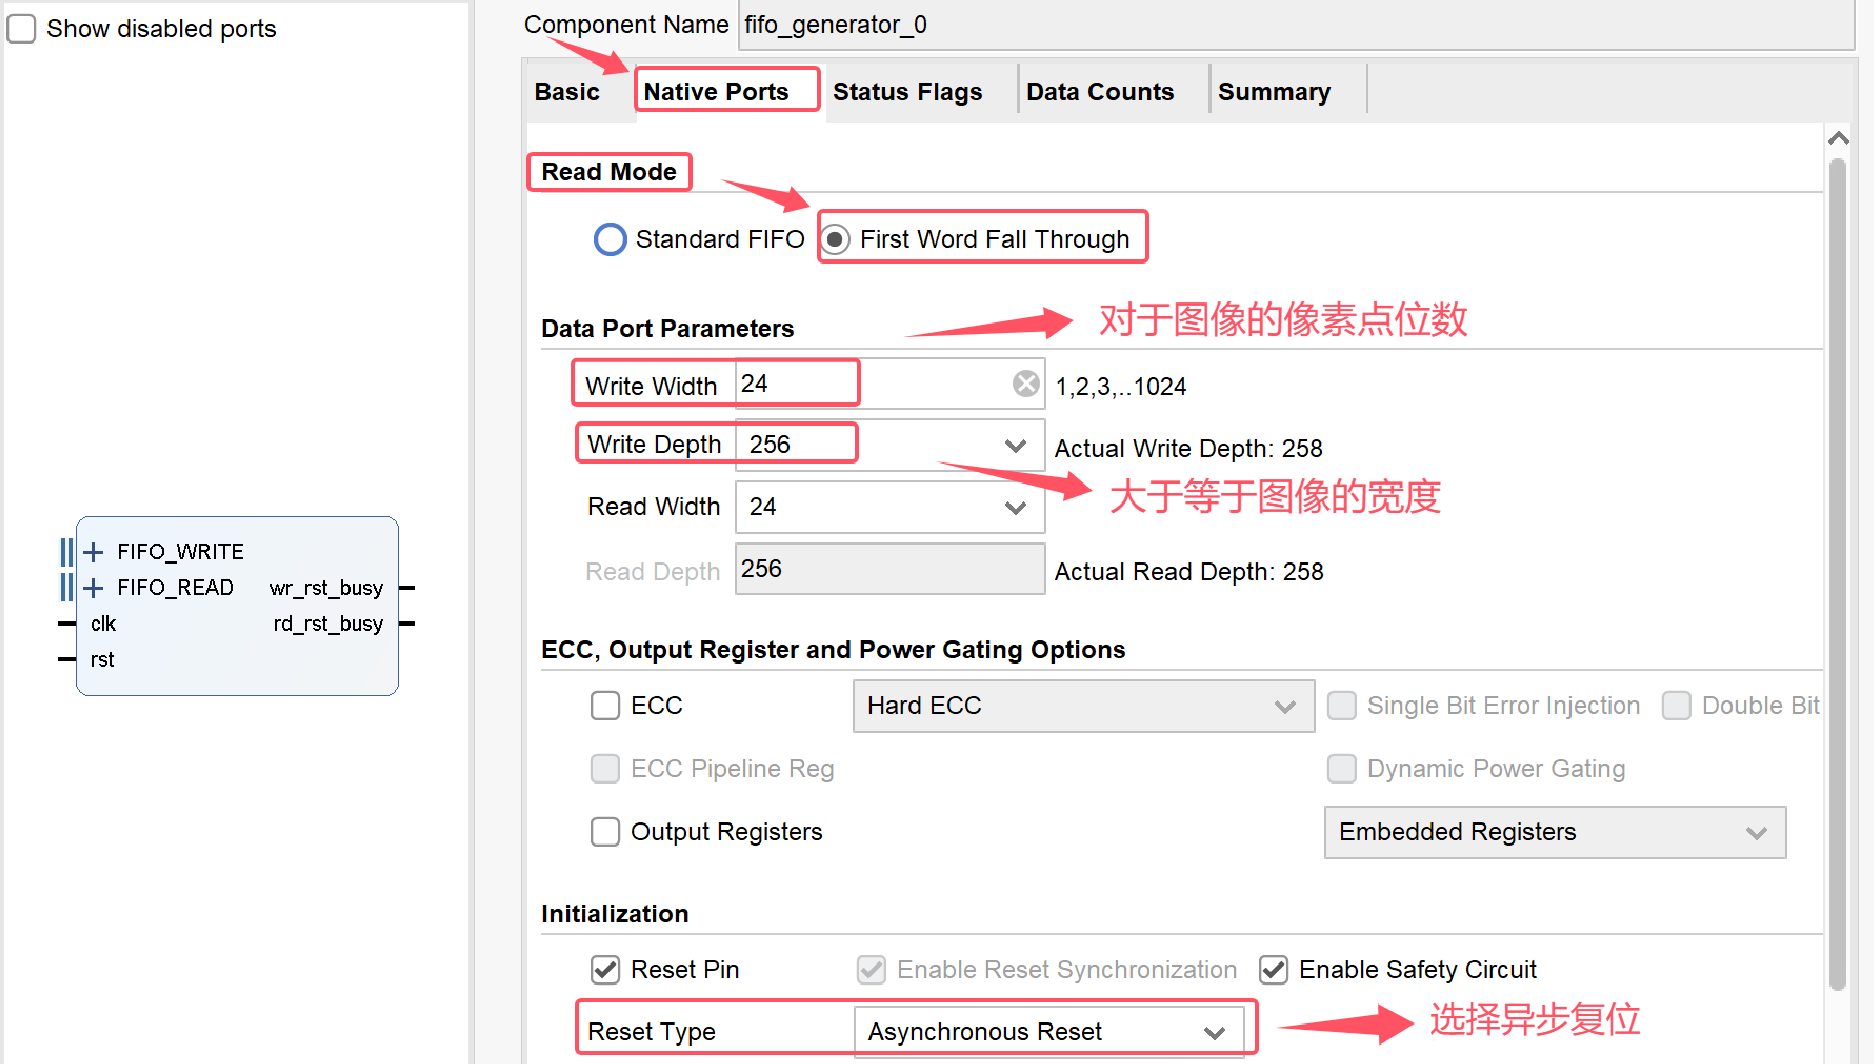 Show disabled ports
FIFO_WRITE
FIFO_READ
wr_rst_busy
clk
rd_rst_busy
rst
Component Name fifo_generator_0
Basic Native Ports Status Flags Data Counts Summary
Read Mode
Standard FIFO First Word Fall Through
Data Port Parameters
对于图像的像素点位数
Write Width 24 1,2,3,..1024
Write Depth 256 Actual Write Depth: 258
大于等于图像的宽度
Read Width 24
Read Depth 256 Actual Read Depth: 258
ECC, Output Register and Power Gating Options
ECC Hard ECC Single Bit Error Injection Double Bit
ECC Pipeline Reg Dynamic Power Gating
Output Registers Embedded Registers
Initialization
Reset Pin Enable Reset Synchronization Enable Safety Circuit
Reset Type Asynchronous Reset
选择异步复位